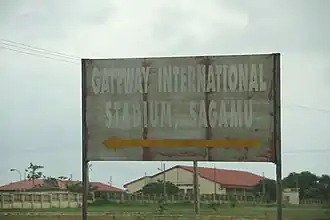 GATEWAY INTERNATIONAL
STADIUM, SAGAMU